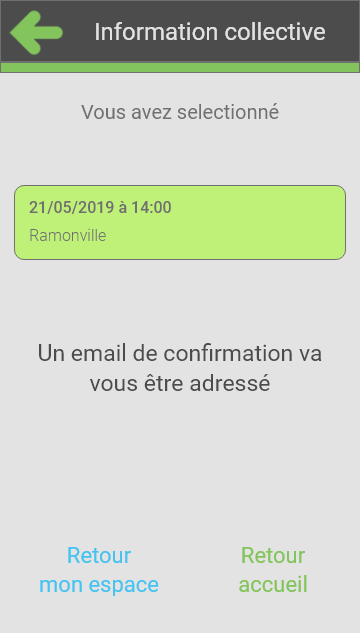 Information collective
Vous avez selectionné
21/05/2019 à 14:00
Ramonville
Un email de confirmation va
vous être adressé
Retour
mon espace
Retour
accueil